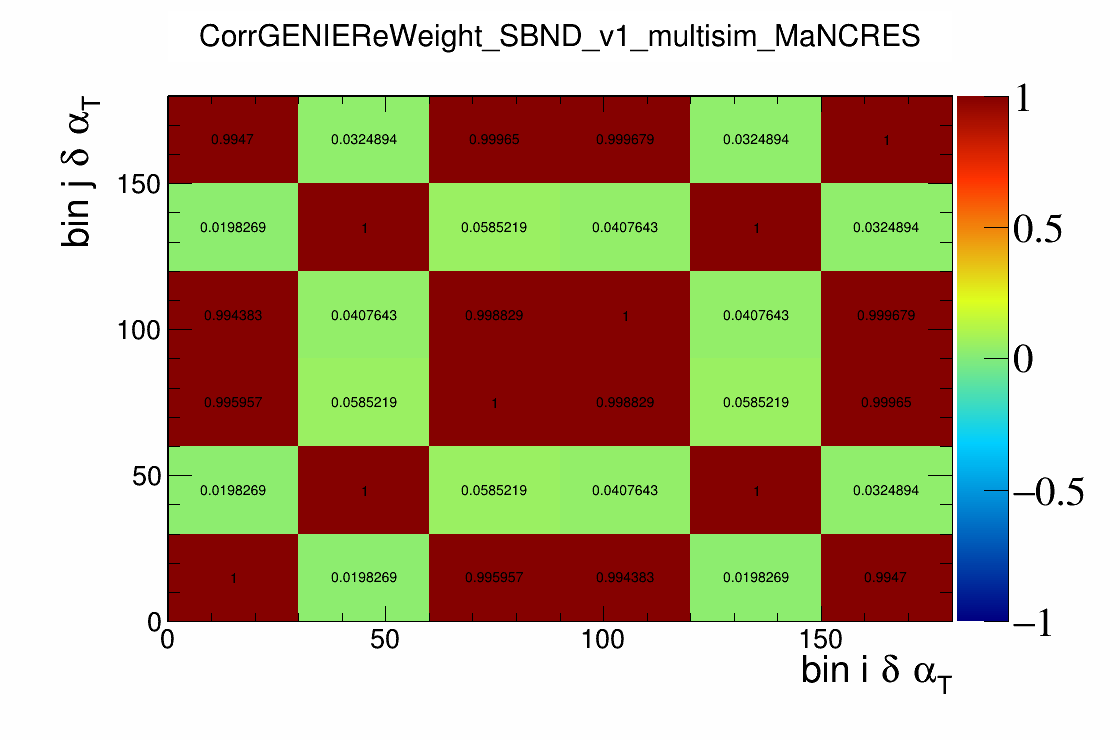 CorrGENIEReWeight_SBND_v1_multisim_MaNCRES
bin j δ α_T
150
100
50
0
0.9947 0.0324894 0.99965 0.999679 0.0324894 1
0.0198269 1 0.0585219 0.0407643 1 0.0324894
0.994383 0.0407643 0.998829 1 0.0407643 0.999679
0.995957 0.0585219 1 0.998829 0.0585219 0.99965
0.0198269 1 0.0585219 0.0407643 1 0.0324894
1 0.0198269 0.995957 0.994383 0.0198269 0.9947
0 50 100 150
bin i δ α_T
1
0.5
0
−0.5
−1